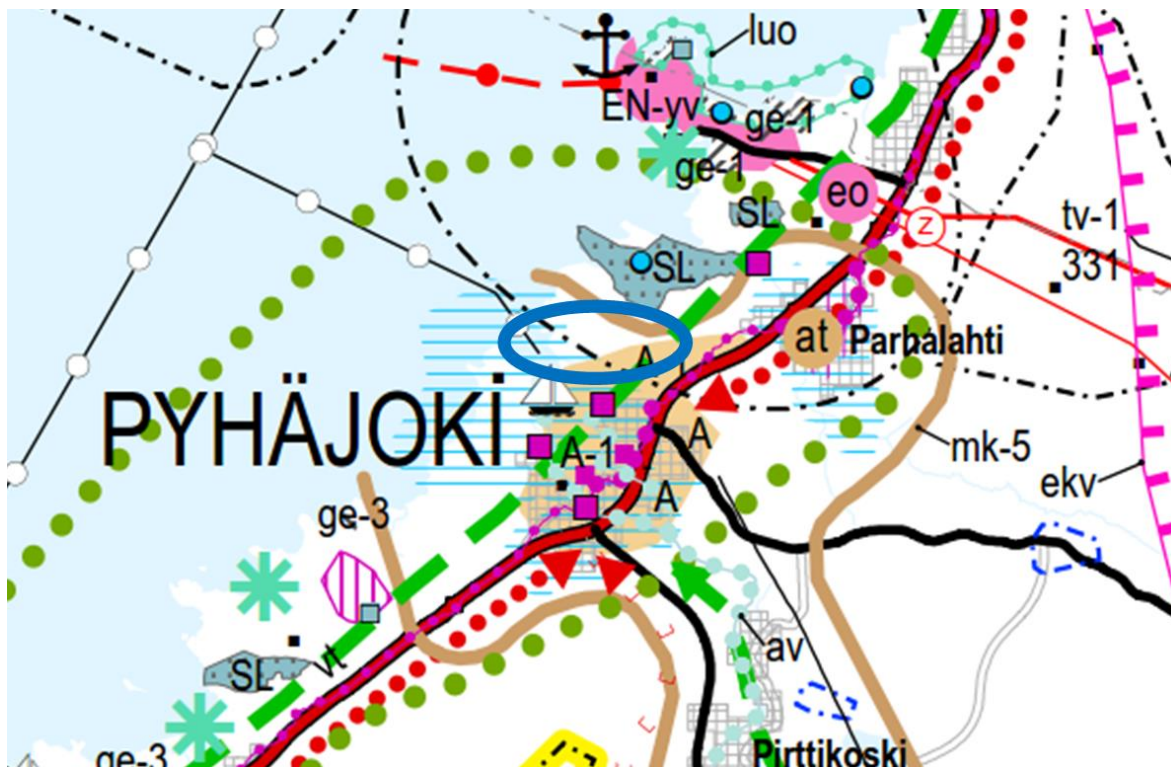 luo
EN-yv
ge-1
ge-1
eo
SL
z
tv-1
331
SL
at
Parhalahti
A
PYHÄJOKI
A
A-1
mk-5
ekv
A
ge-3
av
SL
vt
ge-3
Pirttikoski